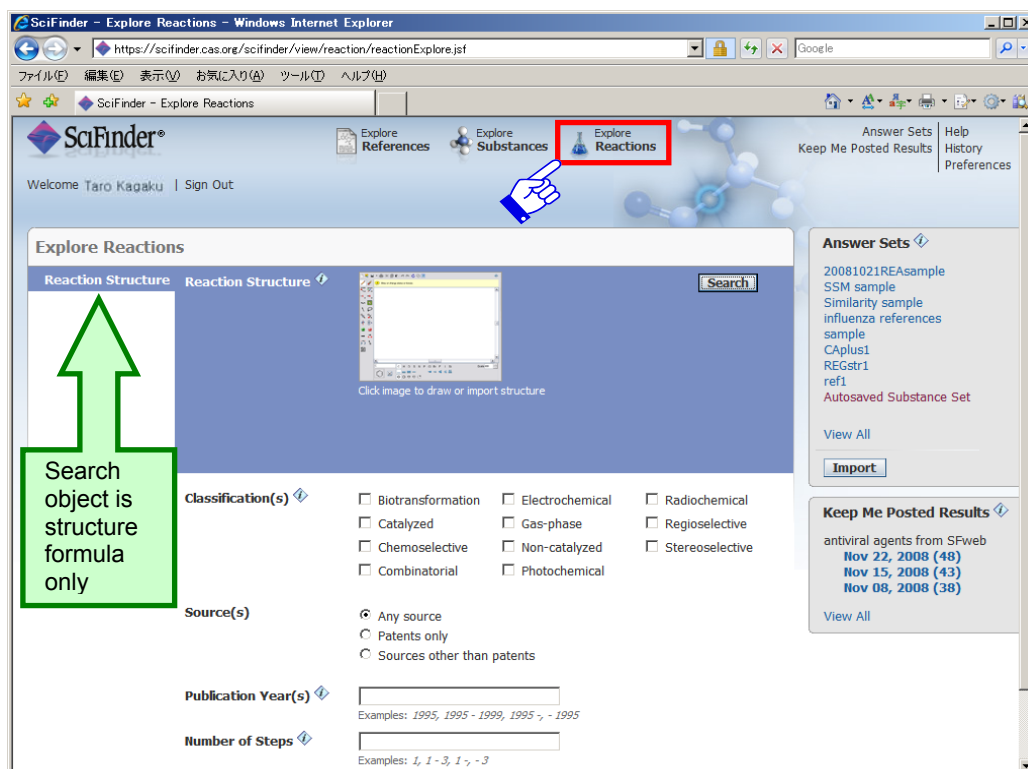 SciFinder - Explore Reactions - Windows Internet Explorer
https://scifinder.cas.org/scifinder/view/reaction/reactionExplore.jsf
Google
ファイル(F) 編集(E) 表示(V) お気に入り(A) ツール(T) ヘルプ(H)
SciFinder - Explore Reactions
SciFinder®
Explore References
Explore Substances
Explore Reactions
Answer Sets
Keep Me Posted Results
Help
History
Preferences
Welcome Taro Kagaku | Sign Out
Explore Reactions
Reaction Structure
Reaction Structure
Search
Click image to draw or import structure
Search
object is
structure
formula
only
Classification(s)
Biotransformation Electrochemical Radiochemical
Catalyzed Gas-phase Regioselective
Chemoselective Non-catalyzed Stereoselective
Combinatorial Photochemical
Source(s)
Any source
Patents only
Sources other than patents
Publication Year(s)
Examples: 1995, 1995 - 1999, 1995 -, - 1995
Number of Steps
Examples: 1, 1 - 3, 1 -, - 3
Answer Sets
20081021REAsample
SSM sample
Similarity sample
influenza references
sample
CAplus1
REGstr1
ref1
Autosaved Substance Set
View All
Import
Keep Me Posted Results
antiviral agents from SFweb
Nov 22, 2008 (48)
Nov 15, 2008 (43)
Nov 08, 2008 (38)
View All